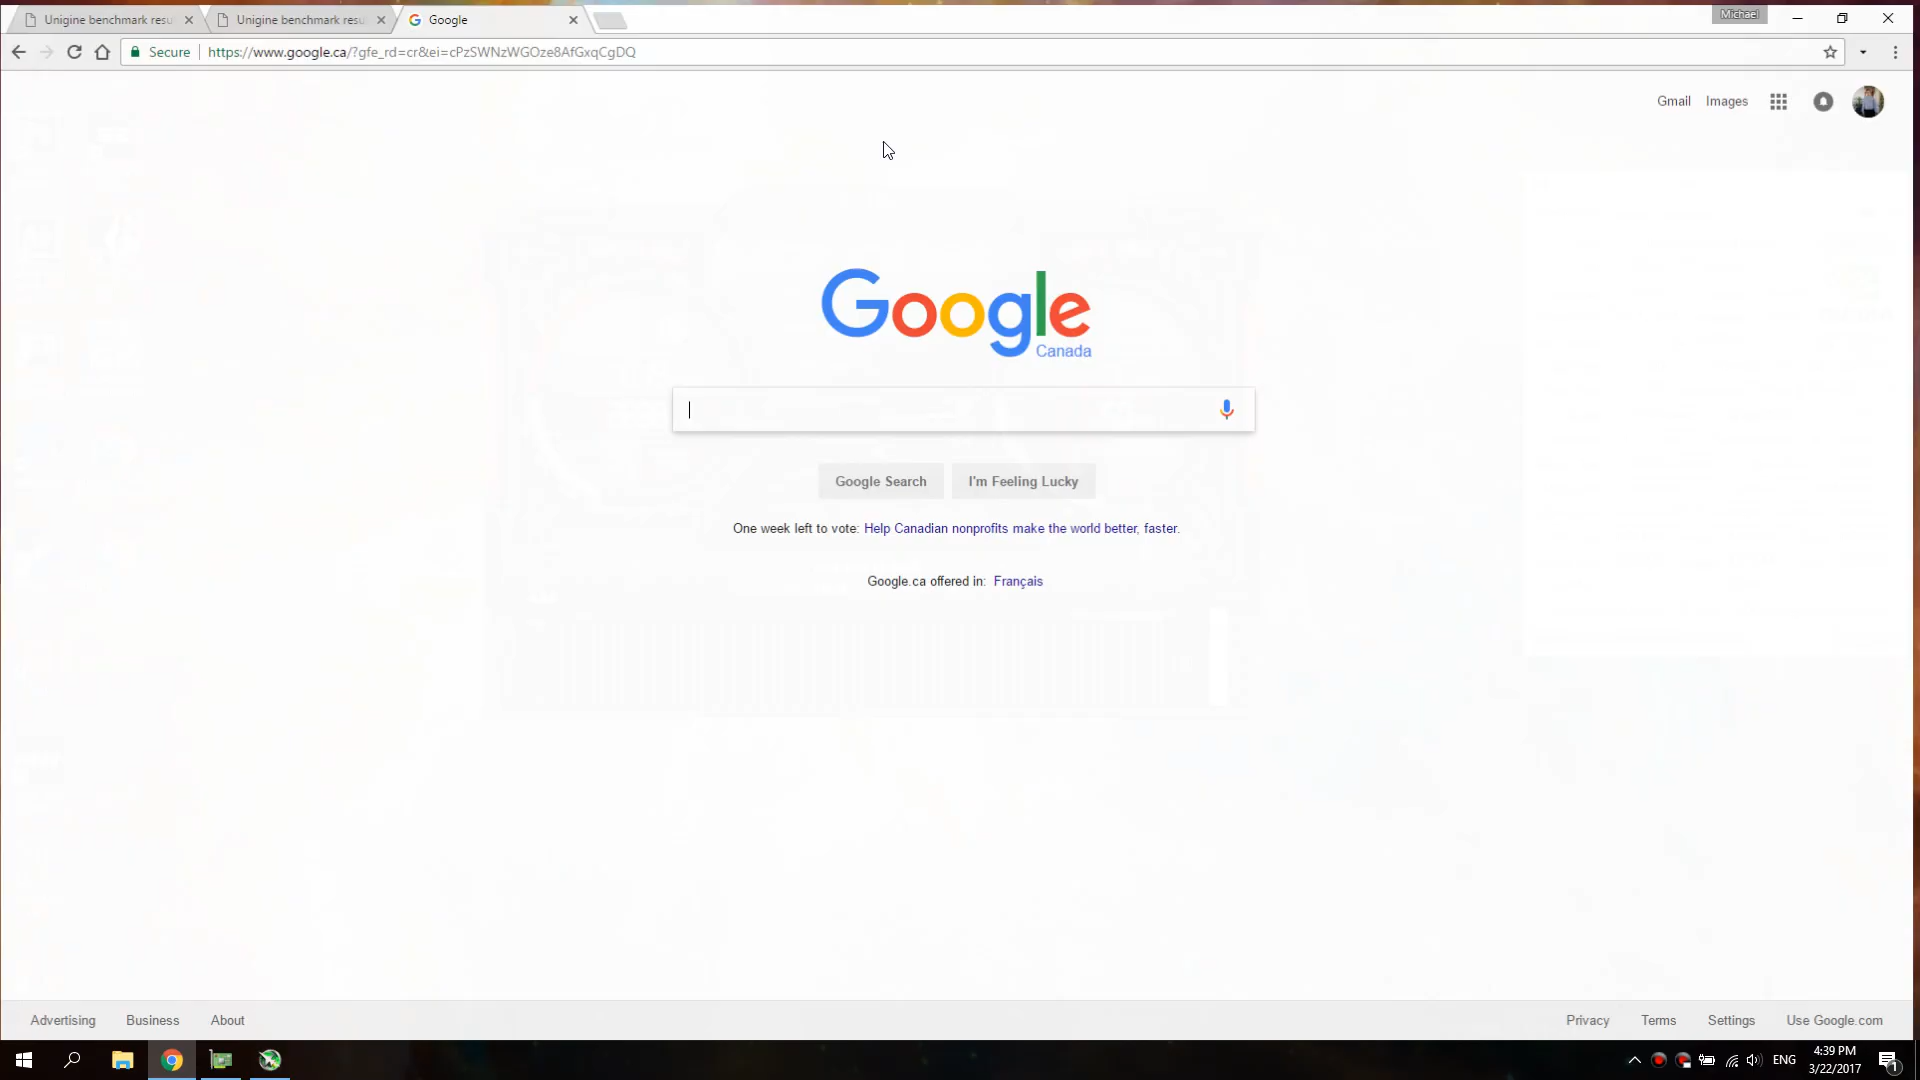 Unigine benchmark resu
Unigine benchmark resu
Google
Michael
Secure
https://www.google.ca/?gfe_rd=cr&ei=cPzSWNzWGOze8AfGxqCgDQ
Gmail
Images
Google
Canada
Google Search
I'm Feeling Lucky
One week left to vote: Help Canadian nonprofits make the world better, faster.
Google.ca offered in: Français
Advertising
Business
About
Privacy
Terms
Settings
Use Google.com
ENG
4:39 PM
3/22/2017
1